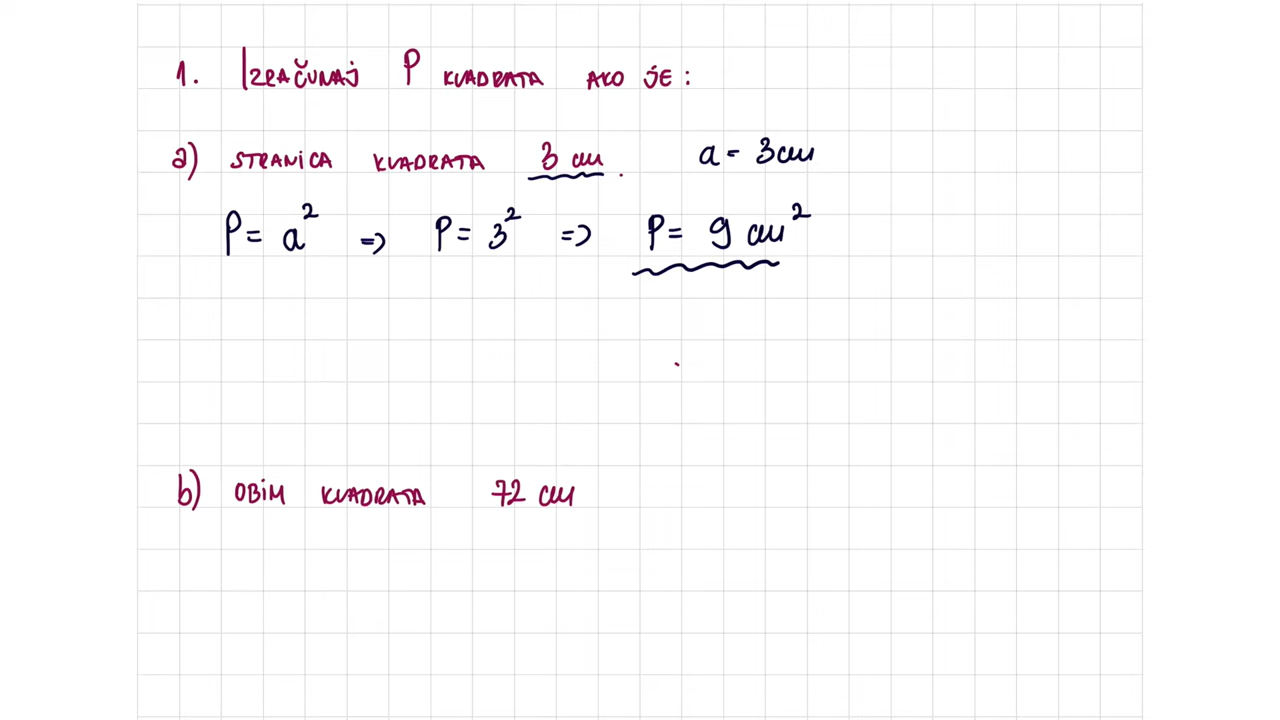 1. IZRAČUNAJ P KVADRATA AKO JE:
a) STRANICA KVADRATA 3 cm. a = 3cm
P = a² => P = 3² => P = 9 cm²
b) OBIM KVADRATA 72 cm